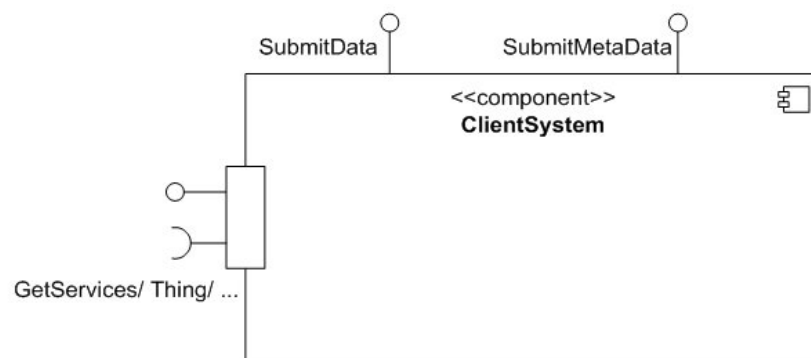 SubmitData
SubmitMetaData
<<component>>
ClientSystem
GetServices/ Thing/ ...